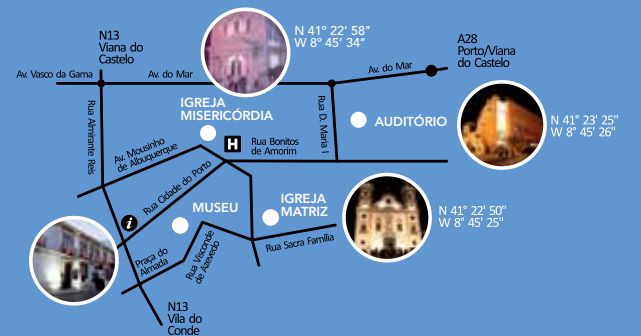 N13
Viana do
Castelo
N 41° 22' 58''
W 8° 45' 34''
A28
Porto/Viana
do Castelo
Av. Vasco da Gama
Av. do Mar
Av. do Mar
Rua Almirante Reis
IGREJA
MISERICÓRDIA
Rua D. Maria I
AUDITÓRIO
N 41° 23' 25"
W 8° 45' 26"
Av. Mousinho
de Albuquerque
H
Rua Bonitos
de Amorim
Rua Cidade do Porto
MUSEU
IGREJA
MATRIZ
N 41° 22' 50"
W 8° 45' 25"
i
Praça do
Almada
Rua Visconde
de Azevedo
Rua Sacra Família
N13
Vila do
Conde